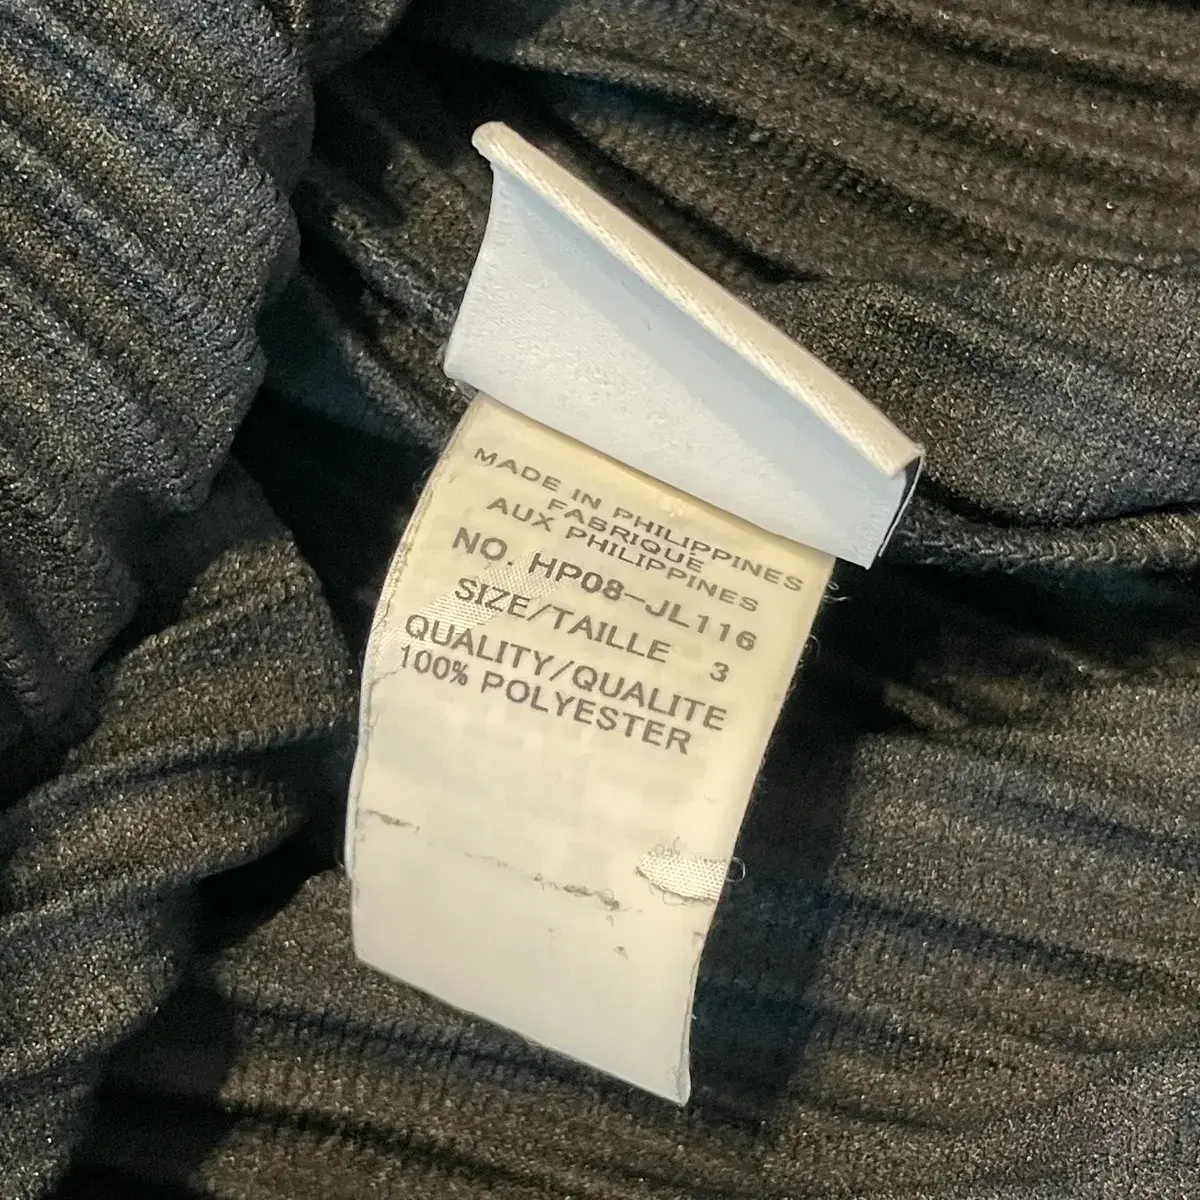 MADE IN PHILIPPINES
FABRIQUE
AUX PHILIPPINES
NO. HP08-JL116
SIZE/TAILLE 3
QUALITY/QUALITE
100% POLYESTER